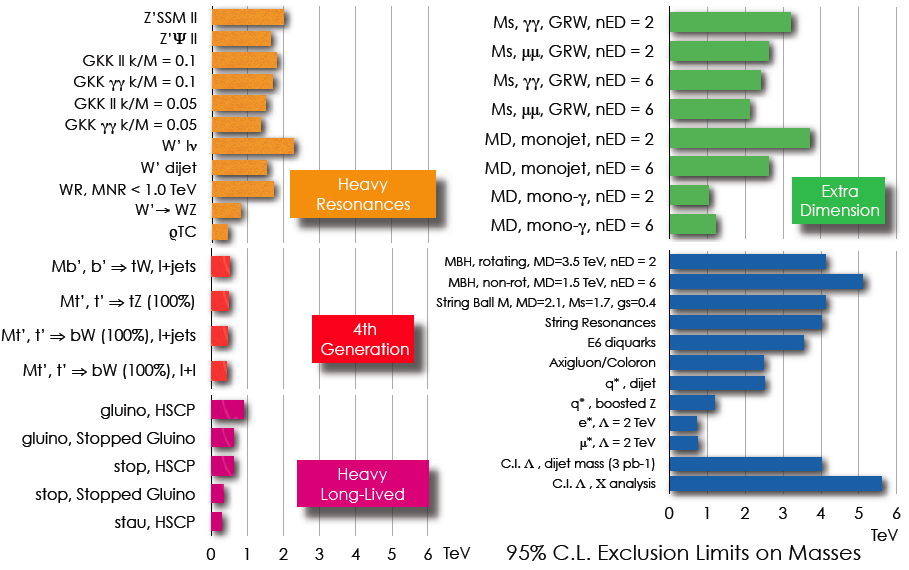 Z'SSM ll
Z'Ψ ll
GKK ll k/M = 0.1
GKK γγ k/M = 0.1
GKK ll k/M = 0.05
GKK γγ k/M = 0.05
W' lν
W' dijet
WR, MNR < 1.0 TeV
W'→ WZ
ϱTC
Heavy
Resonances
Mb', b' ⇒ tW, l+jets
Mt', t' ⇒ tZ (100%)
Mt', t' ⇒ bW (100%), l+jets
Mt', t' ⇒ bW (100%), l+l
4th
Generation
gluino, HSCP
gluino, Stopped Gluino
stop, HSCP
stop, Stopped Gluino
stau, HSCP
Heavy
Long-Lived
0 1 2 3 4 5 6 TeV
Ms, γγ, GRW, nED = 2
Ms, μμ, GRW, nED = 2
Ms, γγ, GRW, nED = 6
Ms, μμ, GRW, nED = 6
MD, monojet, nED = 2
MD, monojet, nED = 6
MD, mono-γ, nED = 2
MD, mono-γ, nED = 6
Extra
Dimension
MBH, rotating, MD=3.5 TeV, nED = 2
MBH, non-rot, MD=1.5 TeV, nED = 6
String Ball M, MD=2.1, Ms=1.7, gs=0.4
String Resonances
E6 diquarks
Axigluon/Coloron
q* , dijet
q* , boosted Z
e*, Λ = 2 TeV
μ*, Λ = 2 TeV
C.I. Λ , dijet mass (3 pb-1)
C.I. Λ , X analysis
0 1 2 3 4 5 6
TeV
95% C.L. Exclusion Limits on Masses